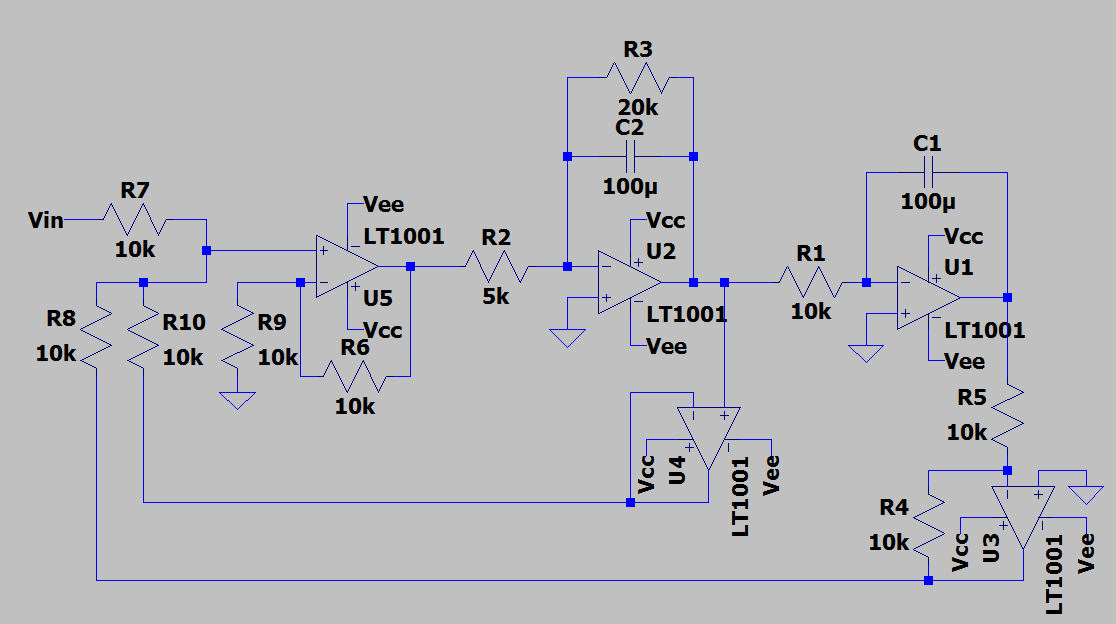 R3
20k
C2
100µ
C1
100µ
R7
Vin
10k
Vee
LT1001
U5
Vcc
R2
5k
Vcc
U2
LT1001
Vee
R1
10k
Vcc
U1
LT1001
Vee
R8
10k
R10
10k
R9
10k
R6
10k
R5
10k
Vcc
U4
LT1001
Vee
R4
10k
Vcc
U3
LT1001
Vee